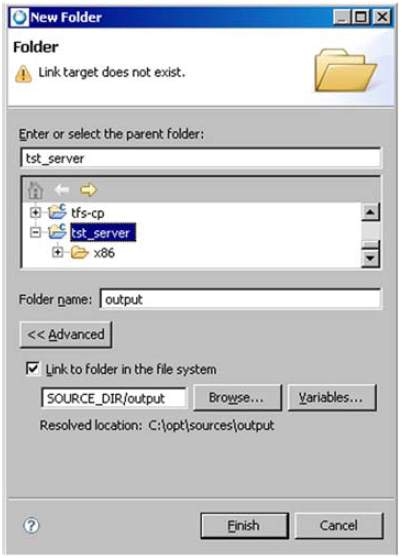 New Folder
Folder
Link target does not exist.
Enter or select the parent folder:
tst_server
tfs-cp
tst_server
x86
Folder name: output
<< Advanced
Link to folder in the file system
SOURCE_DIR/output Browse... Variables...
Resolved location: C:\opt\sources\output
? Finish Cancel